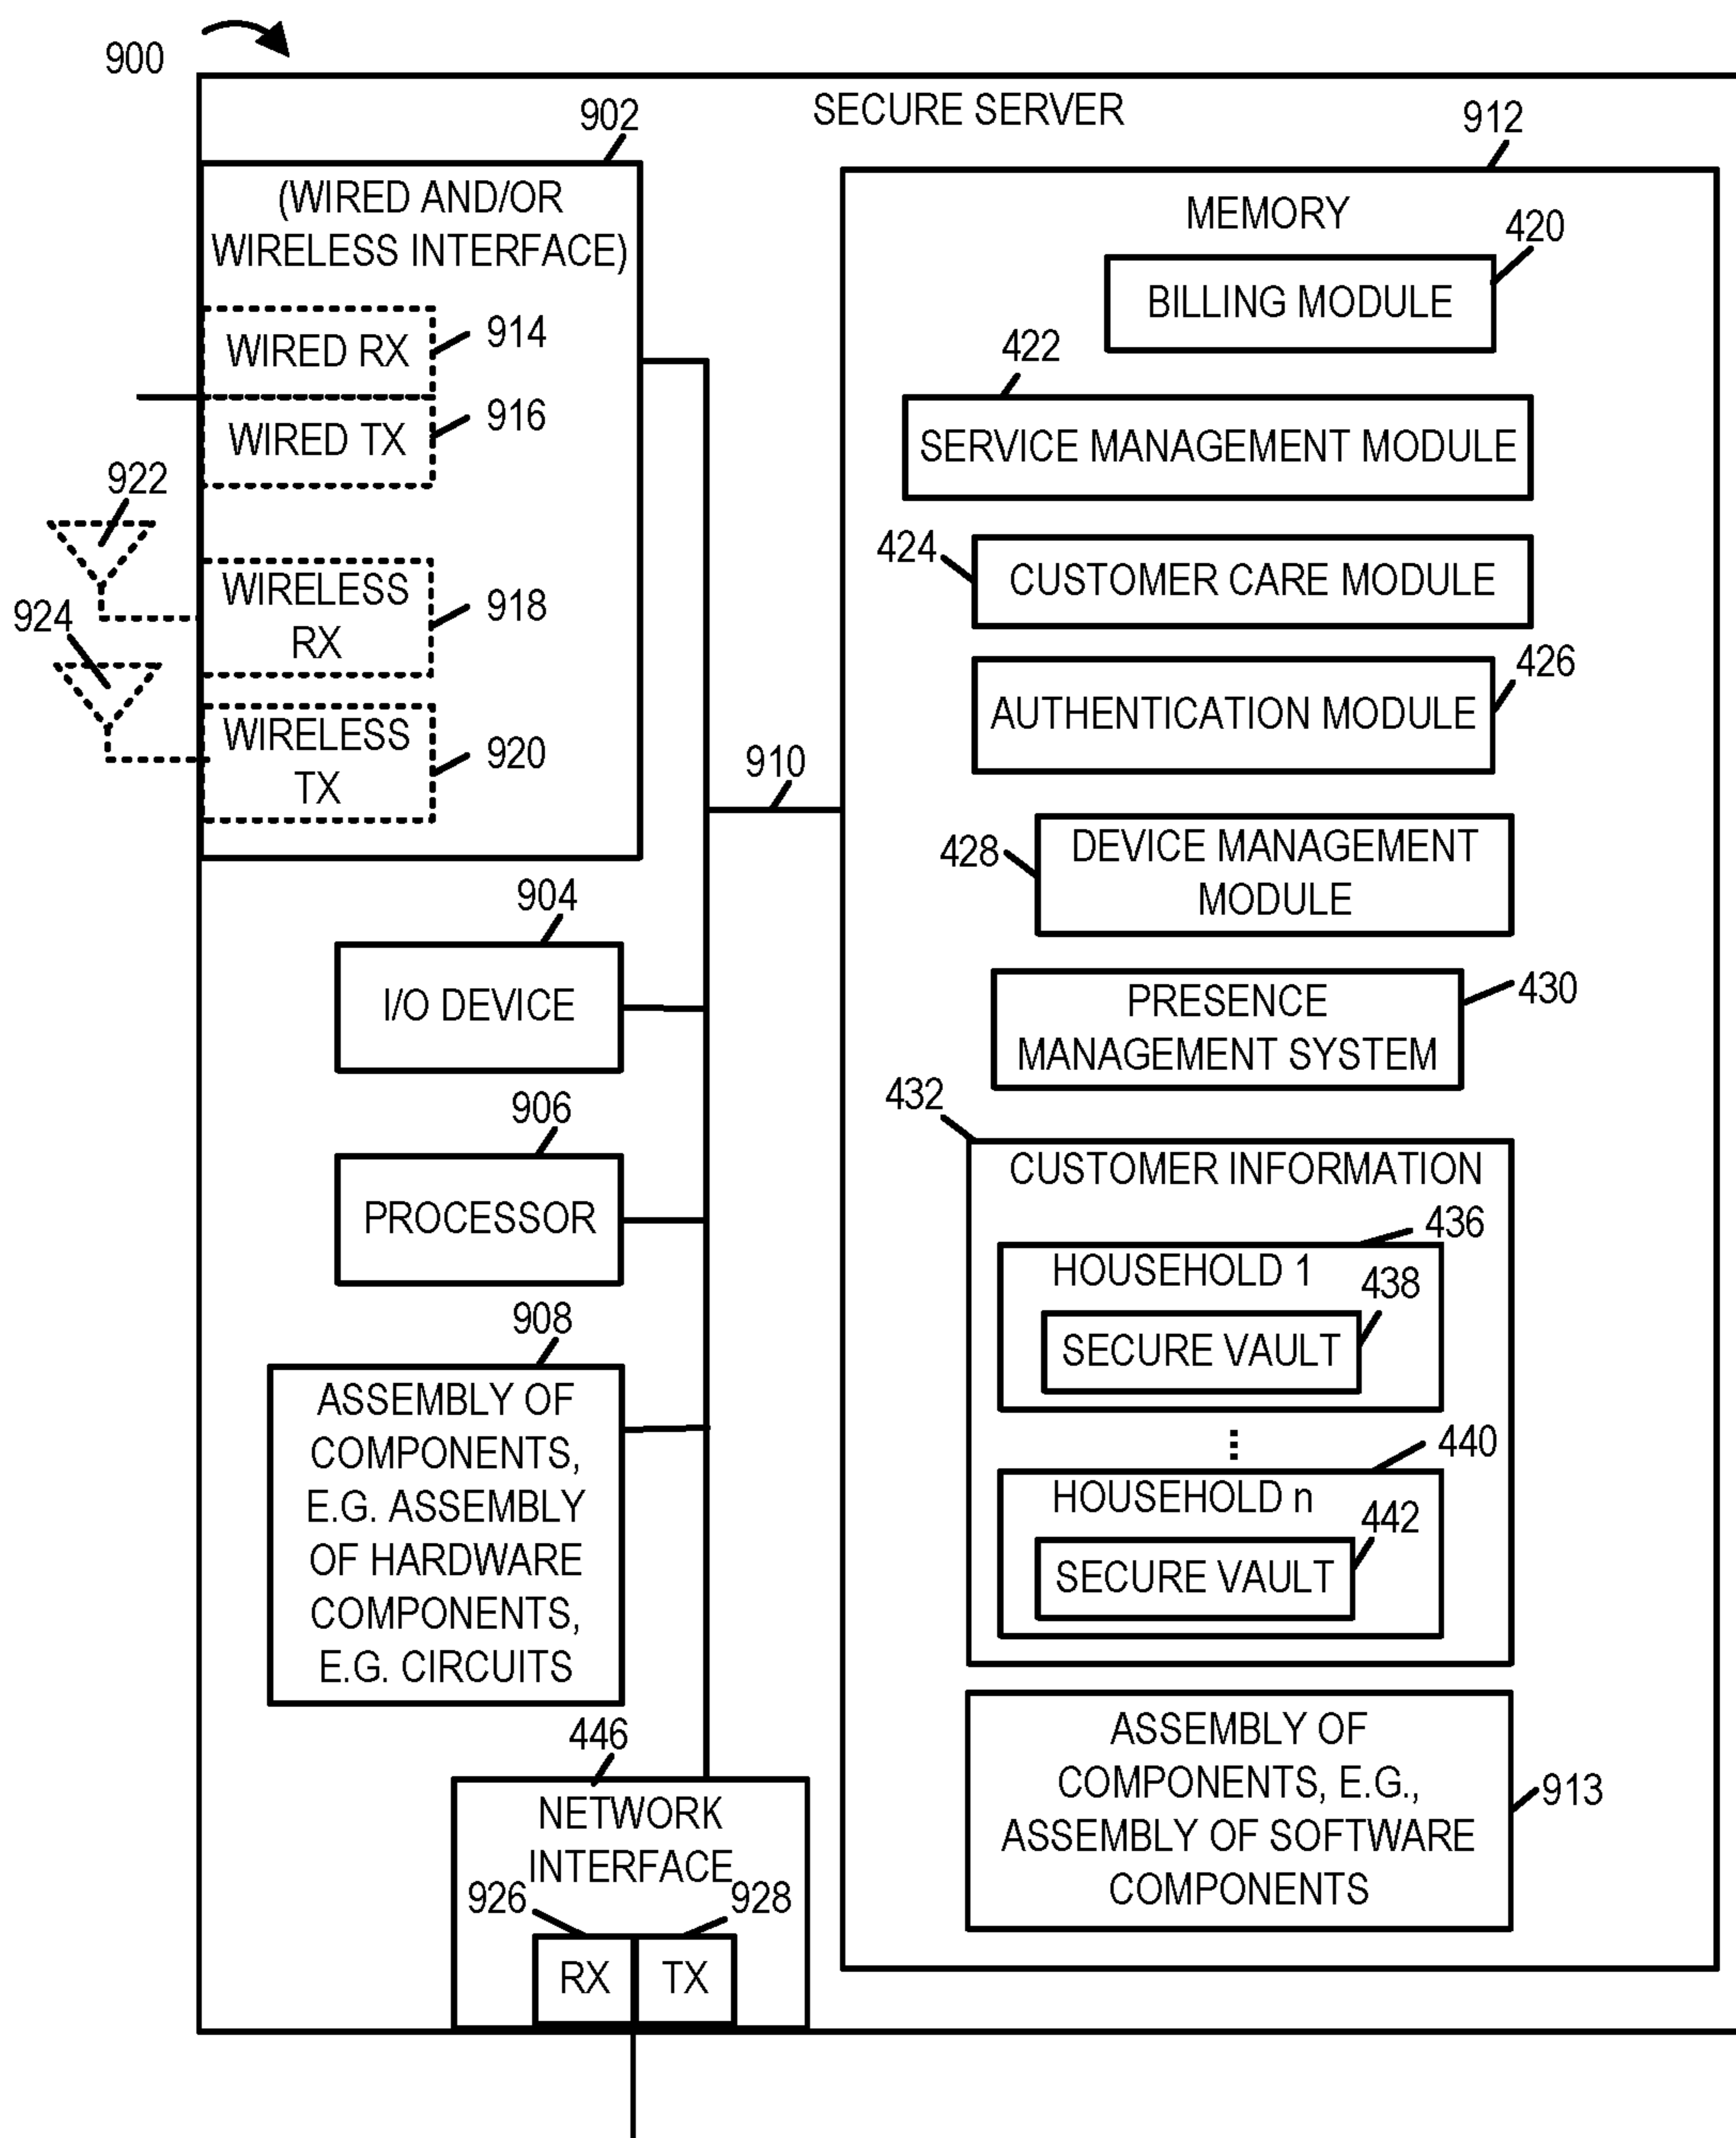 900
SECURE SERVER
902
(WIRED AND/OR
WIRELESS INTERFACE)
WIRED RX
914
WIRED TX
916
922
WIRELESS
RX
918
924
WIRELESS
TX
920
910
904
I/O DEVICE
906
PROCESSOR
908
ASSEMBLY OF
COMPONENTS,
E.G. ASSEMBLY
OF HARDWARE
COMPONENTS,
E.G. CIRCUITS
446
NETWORK
INTERFACE
926
928
RX
TX
912
MEMORY
420
BILLING MODULE
422
SERVICE MANAGEMENT MODULE
424
CUSTOMER CARE MODULE
426
AUTHENTICATION MODULE
428
DEVICE MANAGEMENT
MODULE
430
PRESENCE
MANAGEMENT SYSTEM
432
CUSTOMER INFORMATION
436
HOUSEHOLD 1
438
SECURE VAULT
⋮
440
HOUSEHOLD n
442
SECURE VAULT
ASSEMBLY OF
COMPONENTS, E.G.,
ASSEMBLY OF SOFTWARE
COMPONENTS
913